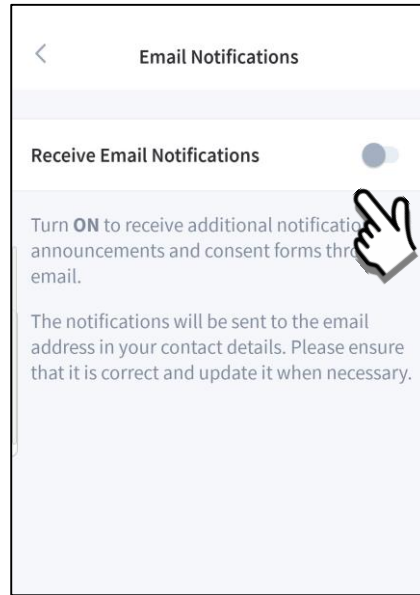 Email Notifications
Receive Email Notifications
Turn ON to receive additional
announcements and consent forms
email.
The notifications will be sent to the email
address in your contact details. Please ensure
that it is correct and update it when necessary.